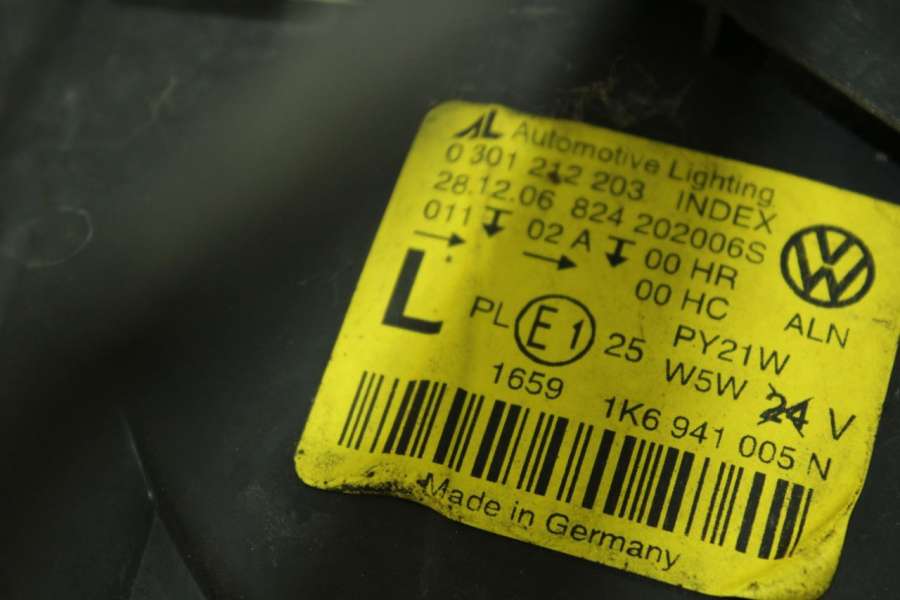 AL Automotive Lighting
0 301 212 203 INDEX
28.12.06 824 202006S
011 02 A 00 HR
00 HC
L PL E1 25 PY21W ALN
1659 W5W 24 V
1K6 941 005 N
Made in Germany